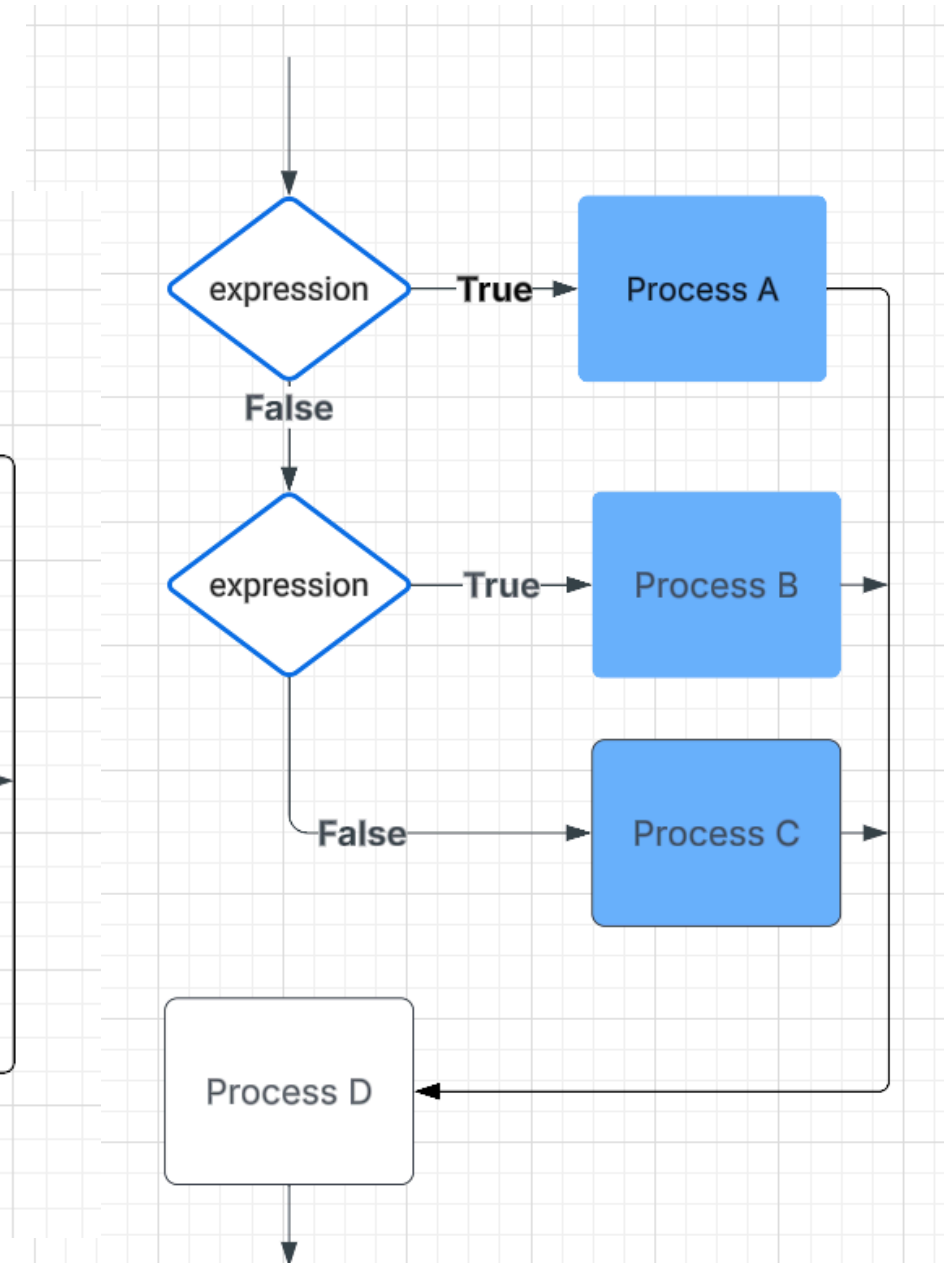 expression
True
Process A
False
expression
True
Process B
False
Process C
Process D